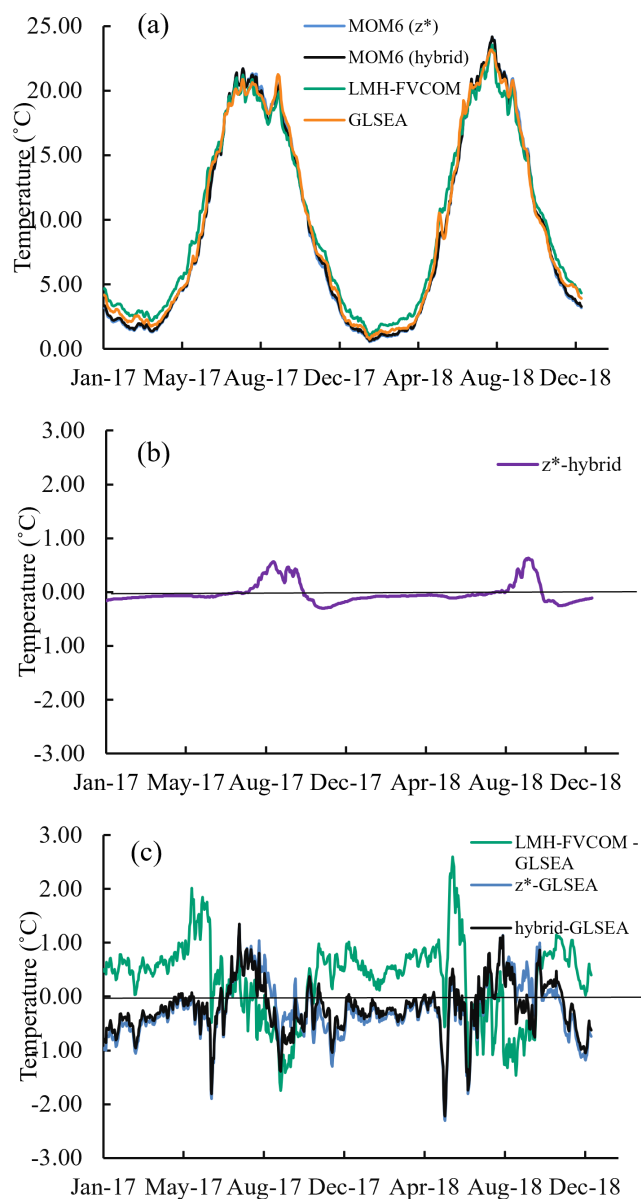 (a)
MOM6 (z*)
MOM6 (hybrid)
LMH-FVCOM
GLSEA
Temperature (˚C)
25.00
20.00
15.00
10.00
5.00
0.00
Jan-17 May-17 Aug-17 Dec-17 Apr-18 Aug-18 Dec-18
(b)
z*-hybrid
Temperature (˚C)
3.00
2.00
1.00
0.00
-1.00
-2.00
-3.00
Jan-17 May-17 Aug-17 Dec-17 Apr-18 Aug-18 Dec-18
(c)
LMH-FVCOM -
GLSEA
z*-GLSEA
hybrid-GLSEA
Temperature (˚C)
3.00
2.00
1.00
0.00
-1.00
-2.00
-3.00
Jan-17 May-17 Aug-17 Dec-17 Apr-18 Aug-18 Dec-18